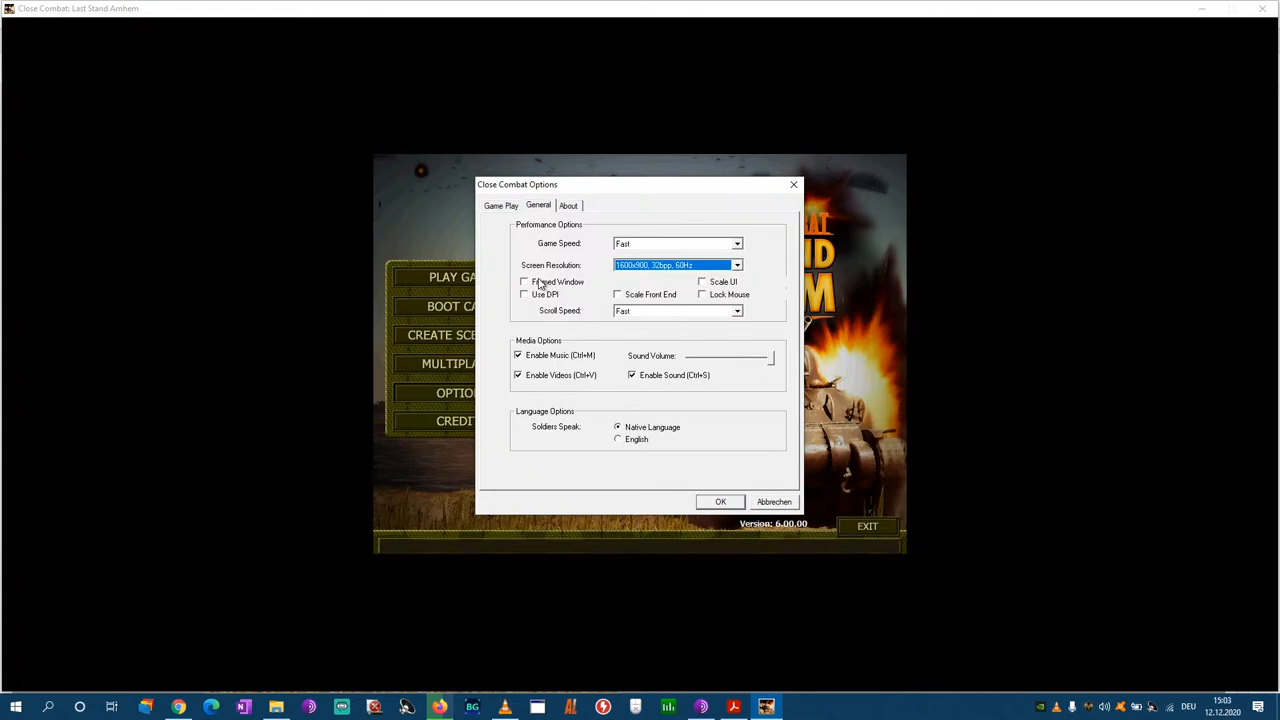 Close Combat: Last Stand Arnhem
Close Combat Options
Game Play General About
Performance Options
Game Speed: Fast
Screen Resolution: 1600x900, 32bpp, 60Hz
Window Scale UI
Use DPI Scale Front End Lock Mouse
Scroll Speed: Fast
Media Options
Enable Music (Ctrl+M) Sound Volume:
Enable Videos (Ctrl+V) Enable Sound (Ctrl+S)
Language Options
Soldiers Speak: Native Language
English
OK Abbrechen
PLAY GA
BOOT CA
CREATE SCE
MULTIPLA
OPTIO
CREDIT
AT
ND
M
Version: 6.00.00
EXIT
BG
DEU
15:03
12.12.2020